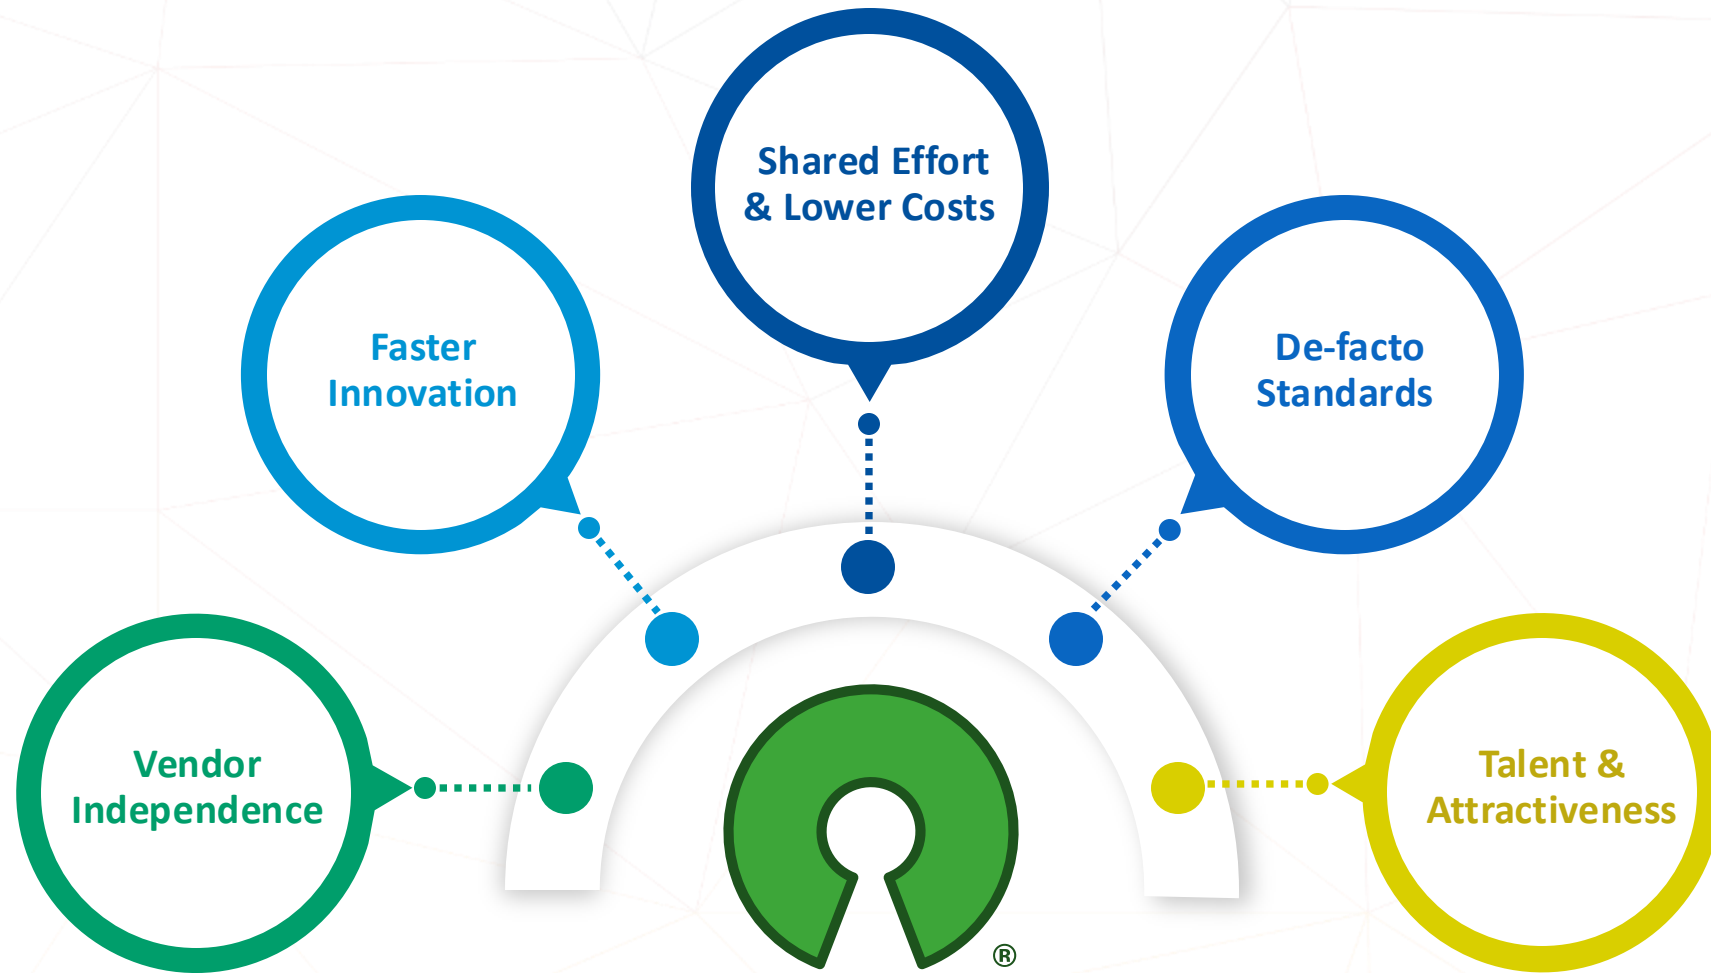 Shared Effort
& Lower Costs
Faster
Innovation
De-facto
Standards
Vendor
Independence
Talent &
Attractiveness
®